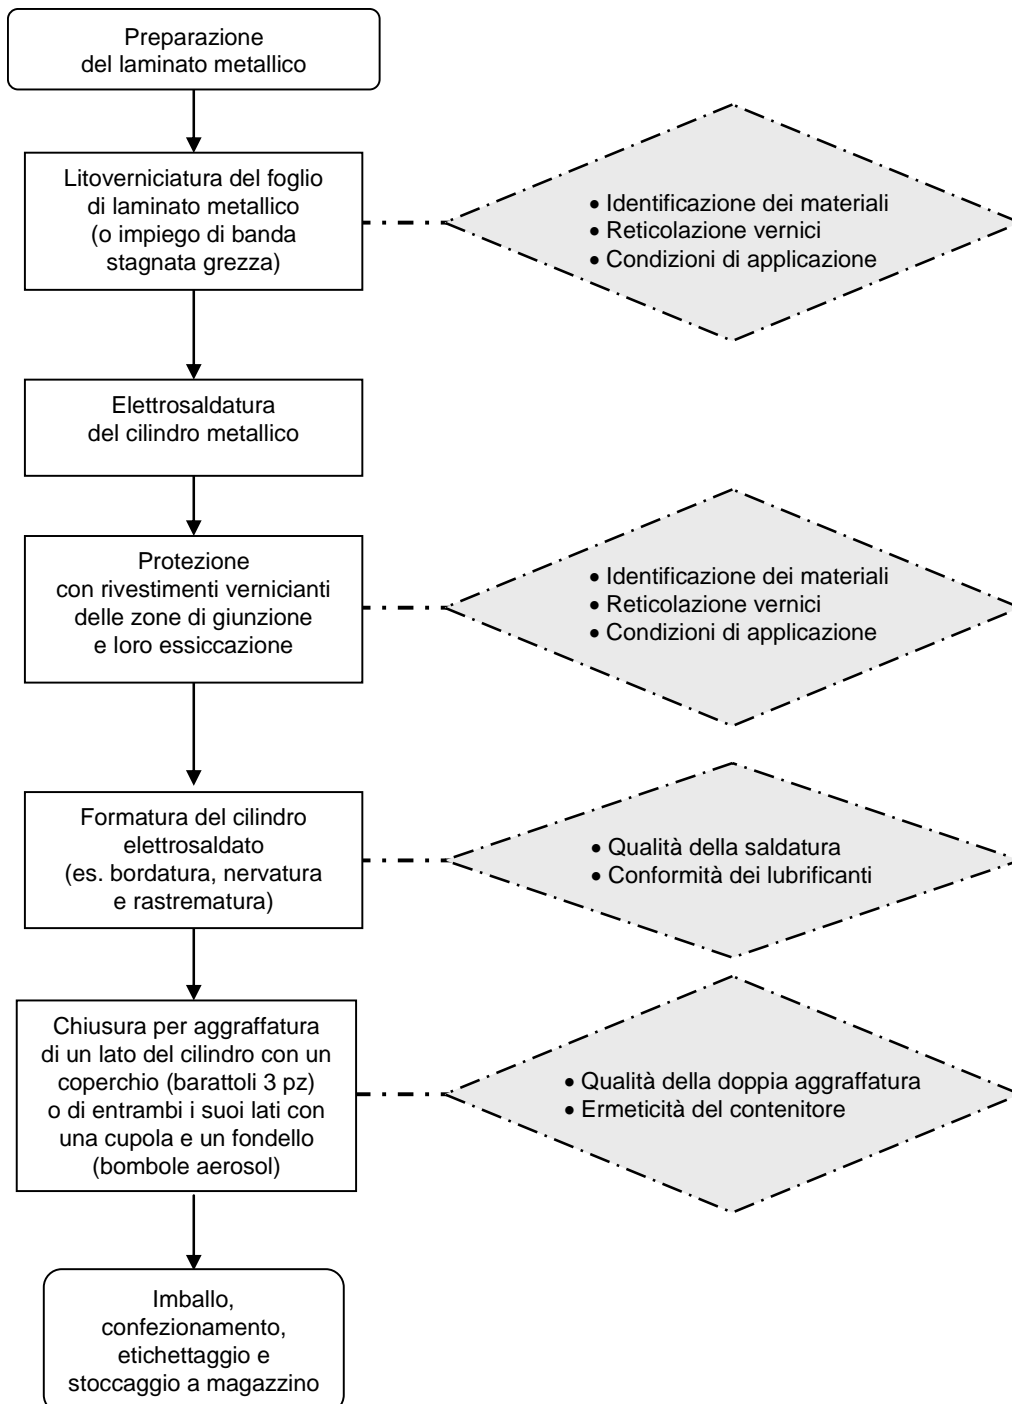 Preparazione
del laminato metallico
Litoverniciatura del foglio
di laminato metallico
(o impiego di banda
stagnata grezza)
• Identificazione dei materiali
• Reticolazione vernici
• Condizioni di applicazione
Elettrosaldatura
del cilindro metallico
Protezione
con rivestimenti vernicianti
delle zone di giunzione
e loro essiccazione
• Identificazione dei materiali
• Reticolazione vernici
• Condizioni di applicazione
Formatura del cilindro
elettrosaldato
(es. bordatura, nervatura
e rastrematura)
• Qualità della saldatura
• Conformità dei lubrificanti
Chiusura per aggraffatura
di un lato del cilindro con un
coperchio (barattoli 3 pz)
o di entrambi i suoi lati con
una cupola e un fondello
(bombole aerosol)
• Qualità della doppia aggraffatura
• Ermeticità del contenitore
Imballo,
confezionamento,
etichettaggio e
stoccaggio a magazzino